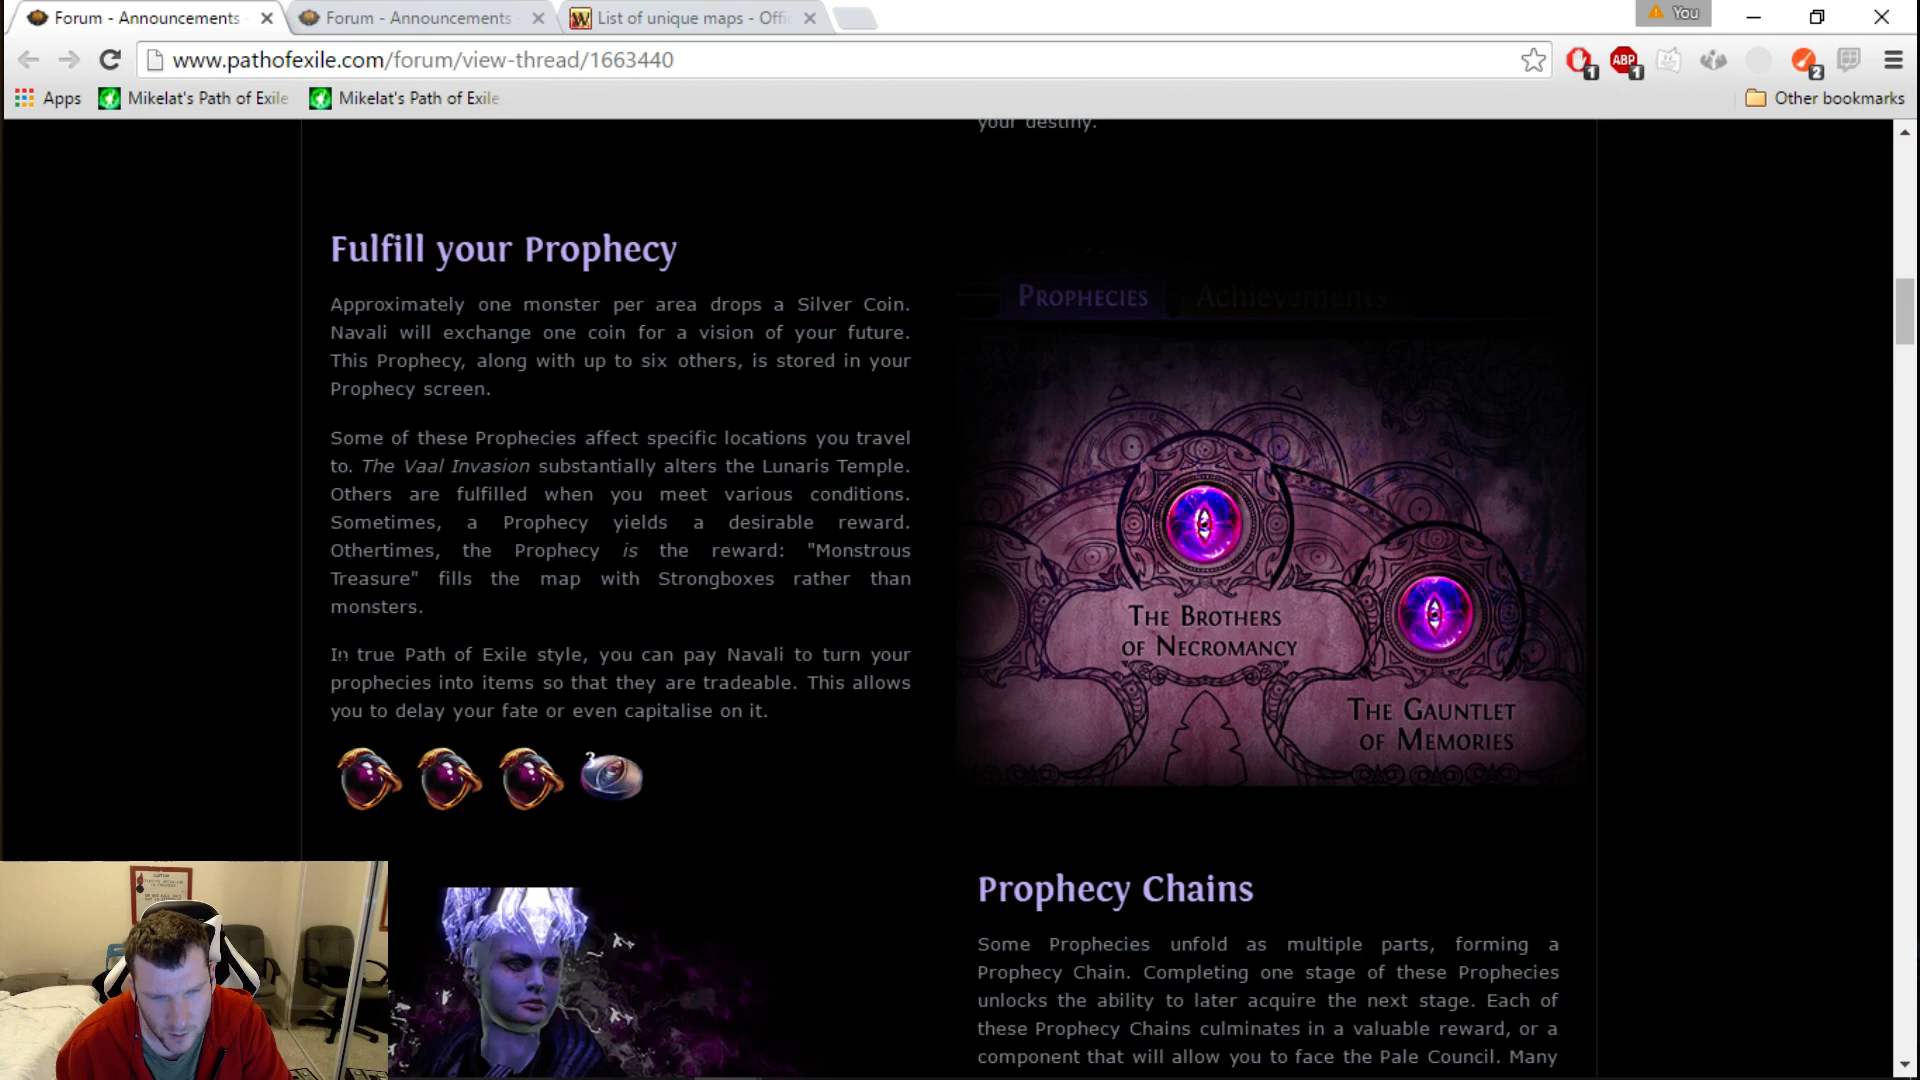 Forum - Announcements
Forum - Announcements
List of unique maps - Offi
You
www.pathofexile.com/forum/view-thread/1663440
1
ABP
1
2
Apps
Mikelat's Path of Exile
Mikelat's Path of Exile
Other bookmarks
your destiny.
Fulfill your Prophecy
Approximately one monster per area drops a Silver Coin.
Navali will exchange one coin for a vision of your future.
This Prophecy, along with up to six others, is stored in your
Prophecy screen.
Some of these Prophecies affect specific locations you travel
to. The Vaal Invasion substantially alters the Lunaris Temple.
Others are fulfilled when you meet various conditions.
Sometimes, a Prophecy yields a desirable reward.
Othertimes, the Prophecy is the reward: "Monstrous
Treasure" fills the map with Strongboxes rather than
monsters.
In true Path of Exile style, you can pay Navali to turn your
prophecies into items so that they are tradeable. This allows
you to delay your fate or even capitalise on it.
3
Prophecies
Achievements
The Brothers
of Necromancy
The Gauntlet
of Memories
Prophecy Chains
Some Prophecies unfold as multiple parts, forming a
Prophecy Chain. Completing one stage of these Prophecies
unlocks the ability to later acquire the next stage. Each of
these Prophecy Chains culminates in a valuable reward, or a
component that will allow you to face the Pale Council. Many